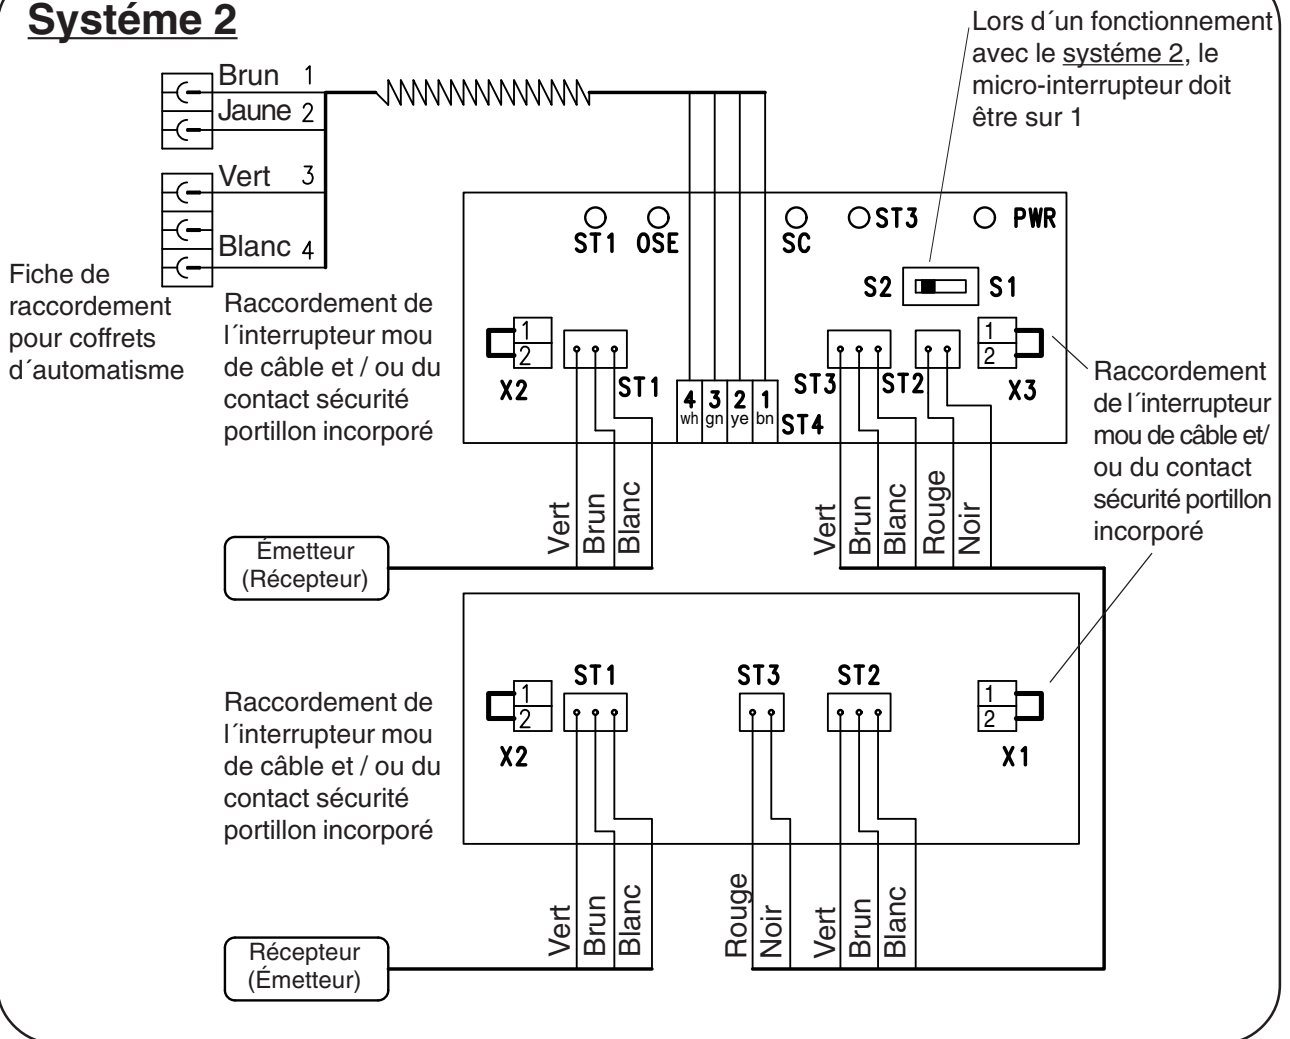 Systéme 2
Lors d´un fonctionnement
avec le systéme 2, le
micro-interrupteur doit
être sur 1
Brun 1
Jaune 2
Vert 3
Blanc 4
Fiche de
raccordement
pour coffrets
d´automatisme
Raccordement de
l´interrupteur mou
de câble et / ou du
contact sécurité
portillon incorporé
ST1 OSE SC ST3 PWR
S2 S1
1
2
X2
ST1
4 3 2 1
wh gn ye bn
ST4
ST3 ST2
1
2
X3
Raccordement
de l´interrupteur
mou de câble et/
ou du contact
sécurité portillon
incorporé
Vert
Brun
Blanc
Vert
Brun
Blanc
Rouge
Noir
Émetteur
(Récepteur)
Raccordement de
l´interrupteur mou
de câble et / ou du
contact sécurité
portillon incorporé
1
2
X2
ST1
ST3
ST2
1
2
X1
Vert
Brun
Blanc
Rouge
Noir
Vert
Brun
Blanc
Récepteur
(Émetteur)